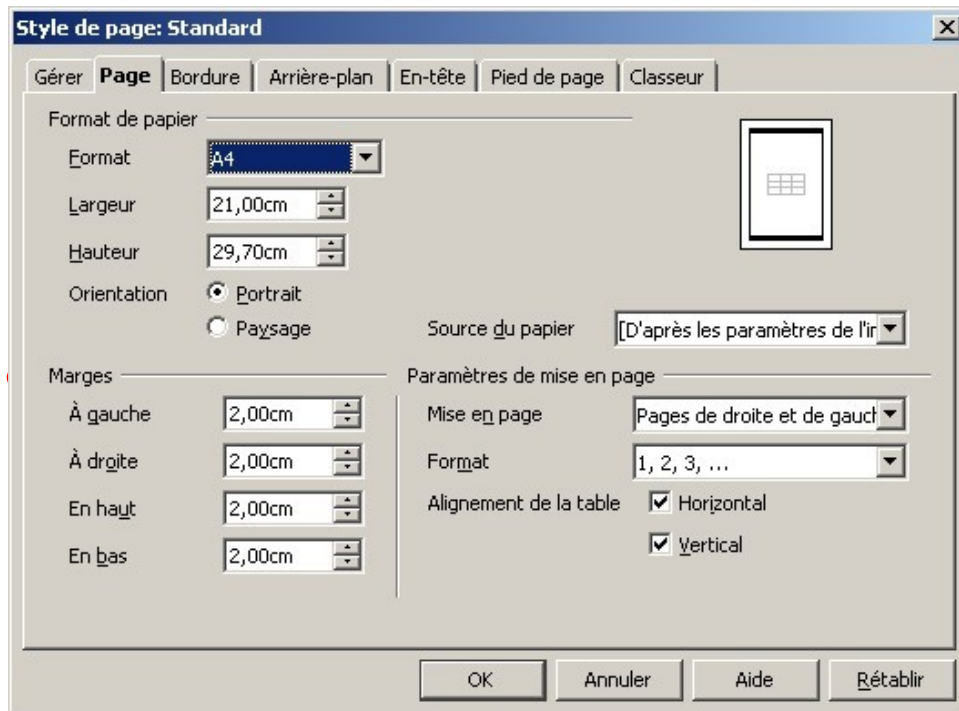 Style de page: Standard
Gérer Page Bordure Arrière-plan En-tête Pied de page Classeur
Format de papier
Format A4
Largeur 21,00cm
Hauteur 29,70cm
Orientation Portrait
Paysage
Source du papier [D'après les paramètres de l'ir
Marges
À gauche 2,00cm
À droite 2,00cm
En haut 2,00cm
En bas 2,00cm
Paramètres de mise en page
Mise en page Pages de droite et de gauch
Format 1, 2, 3, ...
Alignement de la table Horizontal
Vertical
OK Annuler Aide Rétablir